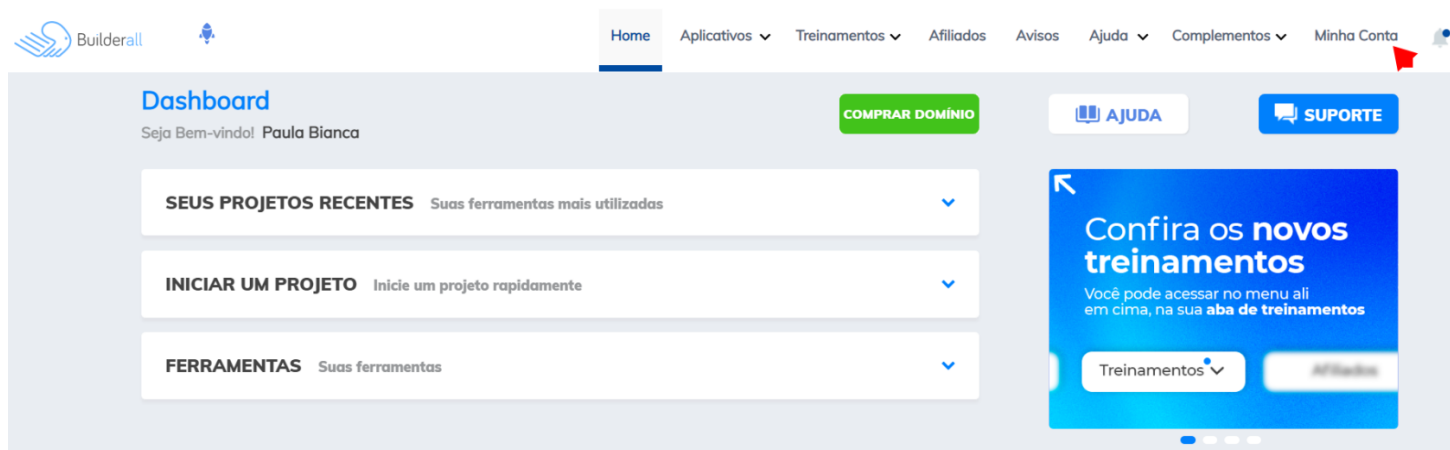 Builderall
Home Aplicativos Treinamentos Afiliados Avisos Ajuda Complementos Minha Conta
Dashboard
Seja Bem-vindo! Paula Bianca
COMPRAR DOMÍNIO
AJUDA
SUPORTE
SEUS PROJETOS RECENTES Suas ferramentas mais utilizadas
INICIAR UM PROJETO Inicie um projeto rapidamente
FERRAMENTAS Suas ferramentas
Confira os novos
treinamentos
Você pode acessar no menu ali
em cima, na sua aba de treinamentos
Treinamentos
Afiliados